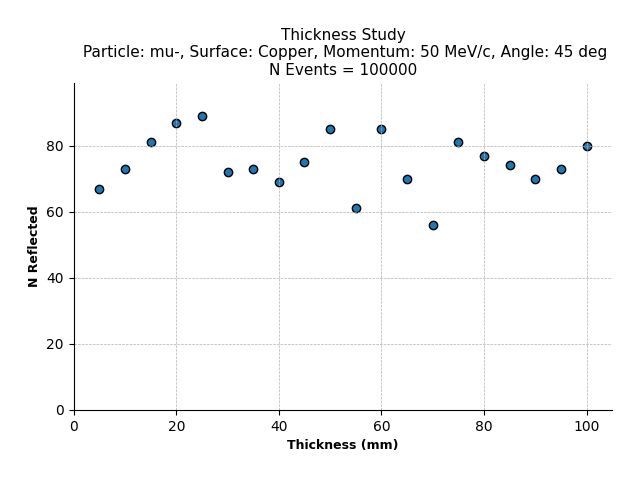 Thickness Study
Particle: mu-, Surface: Copper, Momentum: 50 MeV/c, Angle: 45 deg
N Events = 100000
80
60
40
20
0
N Reflected
0 20 40 60 80 100
Thickness (mm)